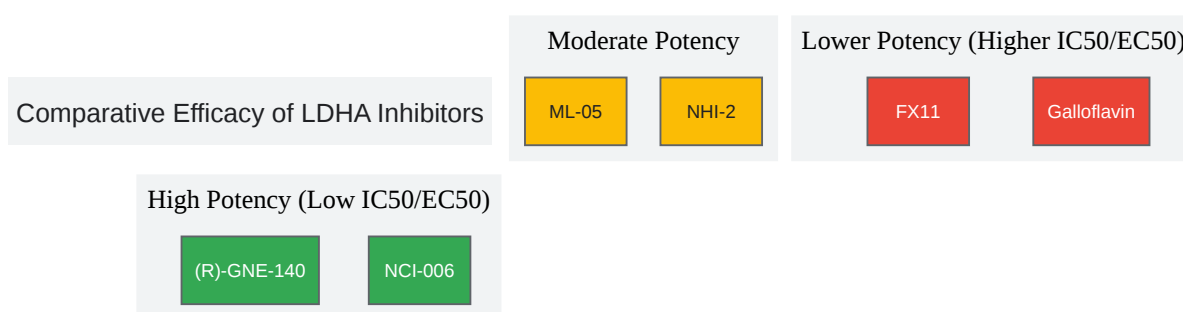 Moderate Potency
Lower Potency (Higher IC50/EC50)
Comparative Efficacy of LDHA Inhibitors
ML-05
NHI-2
FX11
Galloflavin
High Potency (Low IC50/EC50)
(R)-GNE-140
NCI-006